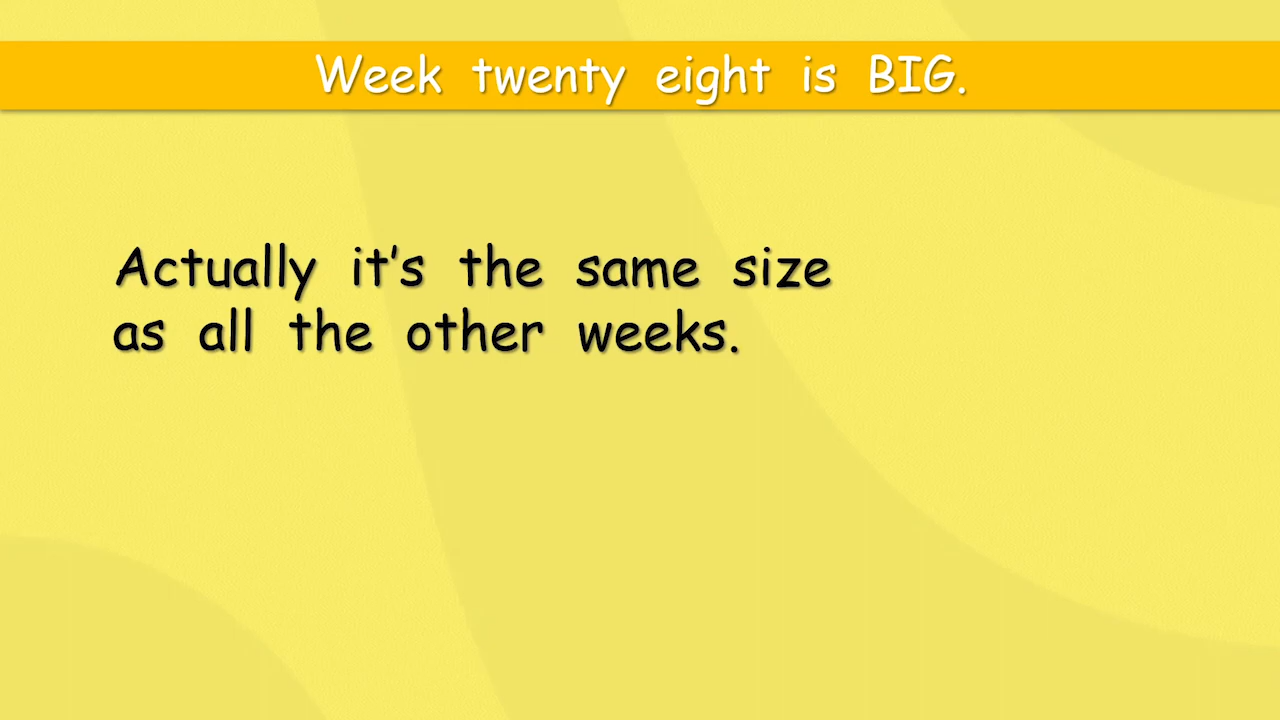 Week twenty eight is BIG.
Actually it's the same size
as all the other weeks.